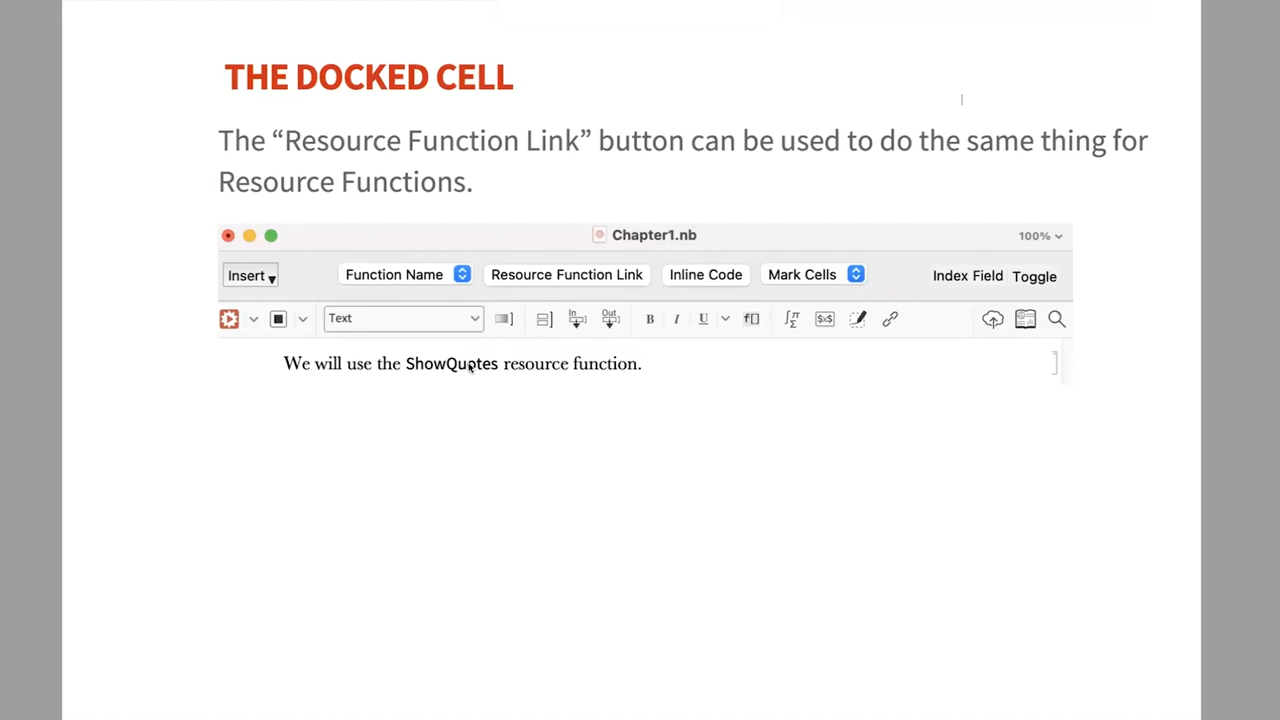 THE DOCKED CELL
The “Resource Function Link” button can be used to do the same thing for
Resource Functions.
Chapter1.nb
100%
Insert
Function Name
Resource Function Link
Inline Code
Mark Cells
Index Field
Toggle
Text
In
Out
B
I
U
f[]
∫π Σ
$x$
We will use the ShowQuotes resource function.